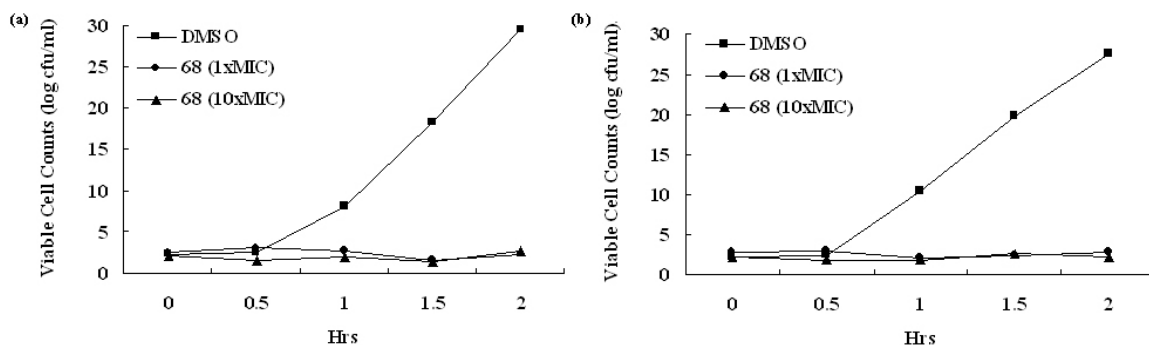 (a)
Viable Cell Counts (log cfu/ml)
30
25
20
15
10
5
0
DMSO
68 (1xMIC)
68 (10xMIC)
0 0.5 1 1.5 2
Hrs
(b)
Viable Cell Counts (log cfu/ml).
30
25
20
15
10
5
0
DMSO
68 (1xMIC)
68 (10xMIC)
0 0.5 1 1.5 2
Hrs